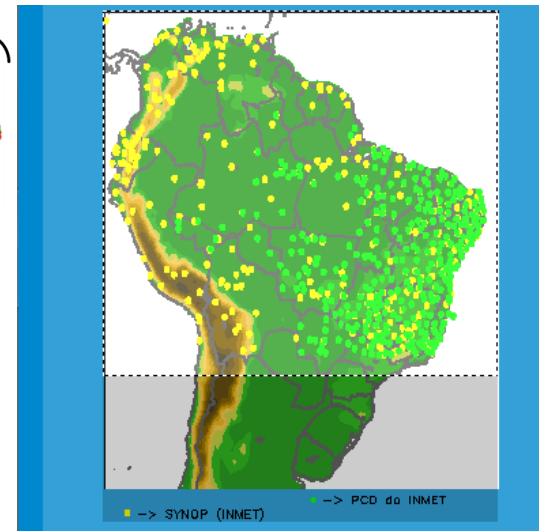 --> PCD do INMET
--> SYNOP (INMET)